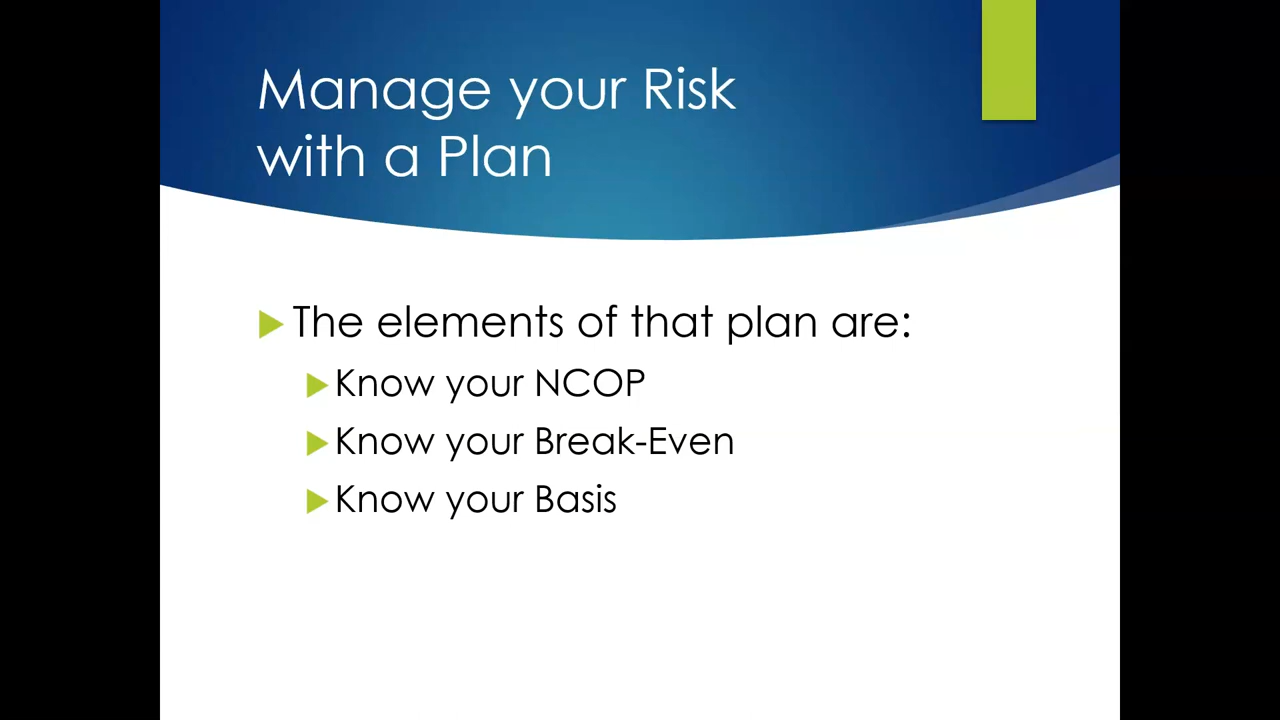 Manage your Risk
with a Plan
The elements of that plan are:
Know your NCOP
Know your Break-Even
Know your Basis